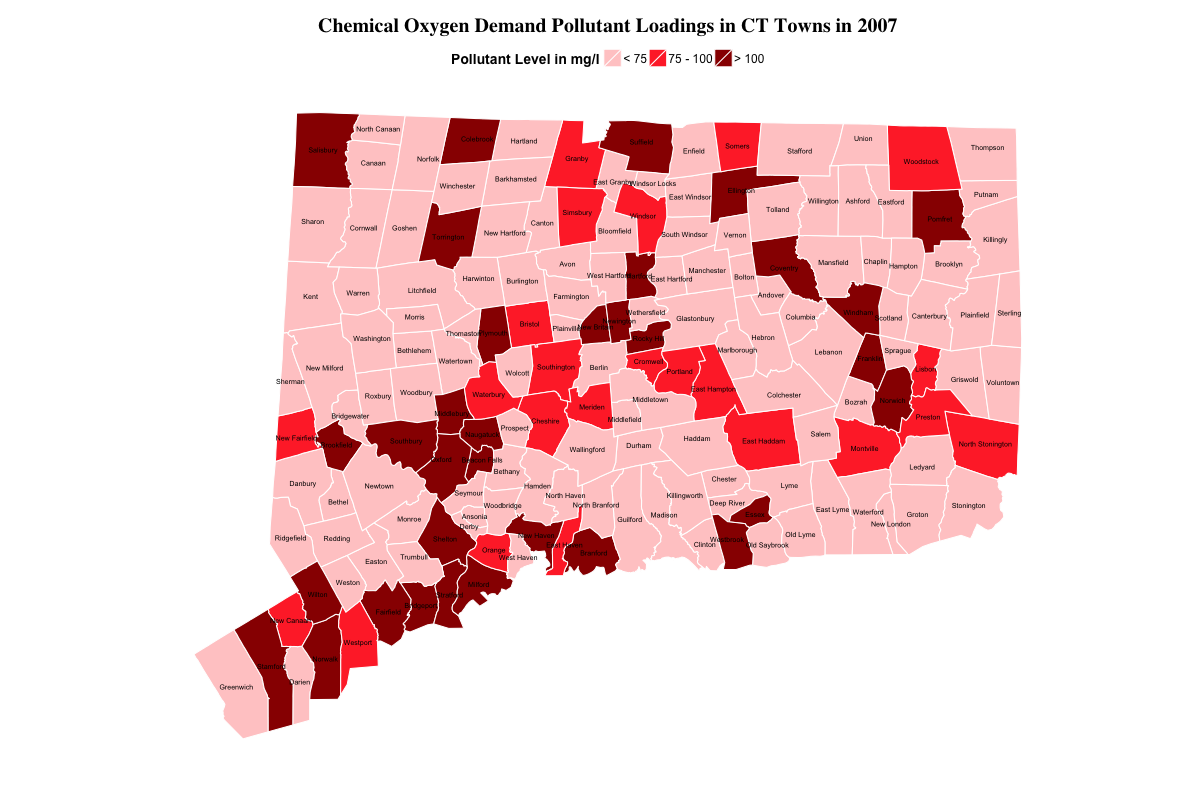 Chemical Oxygen Demand Pollutant Loadings in CT Towns in 2007
Pollutant Level in mg/l < 75 75 - 100 > 100
North Canaan
Colebrook
Hartland
Suffield
Union
Somers
Thompson
Salisbury
Enfield
Stafford
Canaan
Norfolk
Granby
Woodstock
Barkhamsted
Winchester
East Granby
Windsor Locks
Ellington
Putnam
East Windsor
Willington
Ashford
Eastford
Tolland
Simsbury
Windsor
Pomfret
Sharon
Canton
Cornwall
Goshen
New Hartford
Bloomfield
South Windsor
Vernon
Torrington
Killingly
Avon
Mansfield
Chaplin
Hampton
Brooklyn
Coventry
Manchester
West Hartford
Hartford
East Hartford
Bolton
Harwinton
Burlington
Litchfield
Warren
Kent
Farmington
Andover
Wethersfield
Windham
Scotland
Canterbury
Plainfield
Sterling
Morris
Columbia
Glastonbury
Newington
Bristol
Plainville
New Britain
Thomaston
Plymouth
Washington
Rocky Hill
Hebron
Bethlehem
Marlborough
Lebanon
Sprague
Franklin
Watertown
Cromwell
New Milford
Southington
Berlin
Lisbon
Portland
Wolcott
Griswold
Voluntown
Sherman
East Hampton
Woodbury
Waterbury
Colchester
Roxbury
Middletown
Bozrah
Norwich
Meriden
Middlebury
Bridgewater
Preston
Middlefield
Cheshire
Prospect
Naugatuck
Salem
New Fairfield
Haddam
Southbury
East Haddam
Brookfield
North Stonington
Durham
Wallingford
Montville
Oxford
Beacon Falls
Ledyard
Bethany
Chester
Danbury
Newtown
Hamden
Lyme
Seymour
North Haven
Killingworth
Bethel
Deep River
Woodbridge
North Branford
Stonington
East Lyme
Waterford
Groton
Essex
Madison
Ansonia
Monroe
Guilford
New London
Derby
Old Lyme
New Haven
Ridgefield
Redding
Shelton
Westbrook
Clinton
East Haven
Old Saybrook
Orange
Branford
Trumbull
West Haven
Easton
Weston
Milford
Wilton
Stratford
Bridgeport
Fairfield
New Canaan
Westport
Norwalk
Stamford
Darien
Greenwich